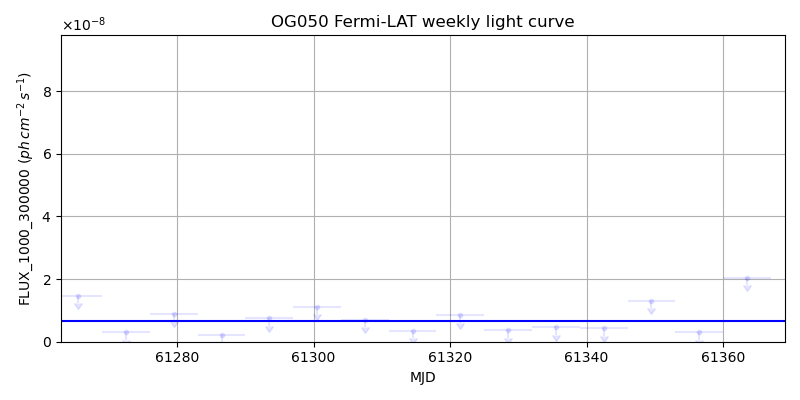 OG050 Fermi-LAT weekly light curve
×10⁻⁸
FLUX_1000_300000 (ph cm⁻² s⁻¹)
8
6
4
2
0
61280 61300 61320 61340 61360
MJD